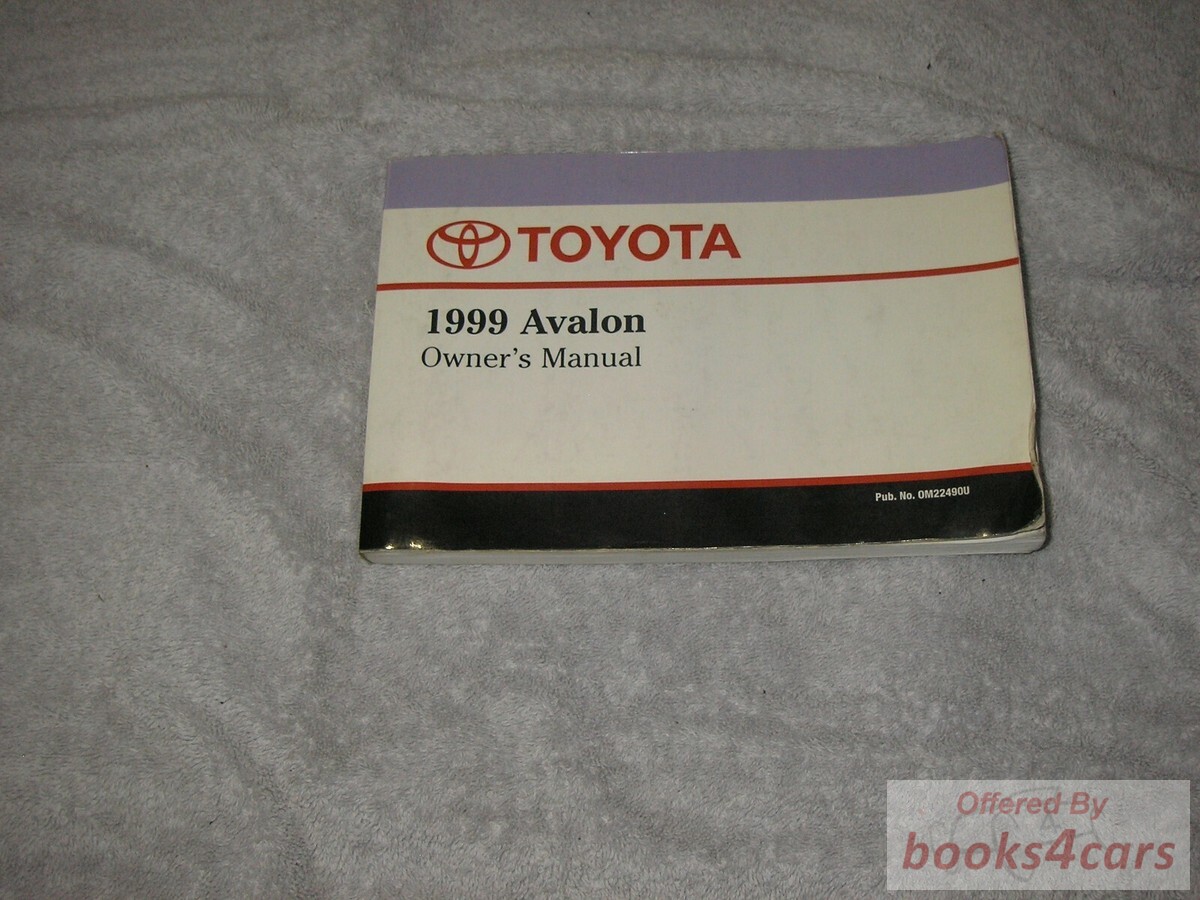 TOYOTA
1999 Avalon
Owner's Manual
Pub. No. OM22490U
Offered By
books4cars